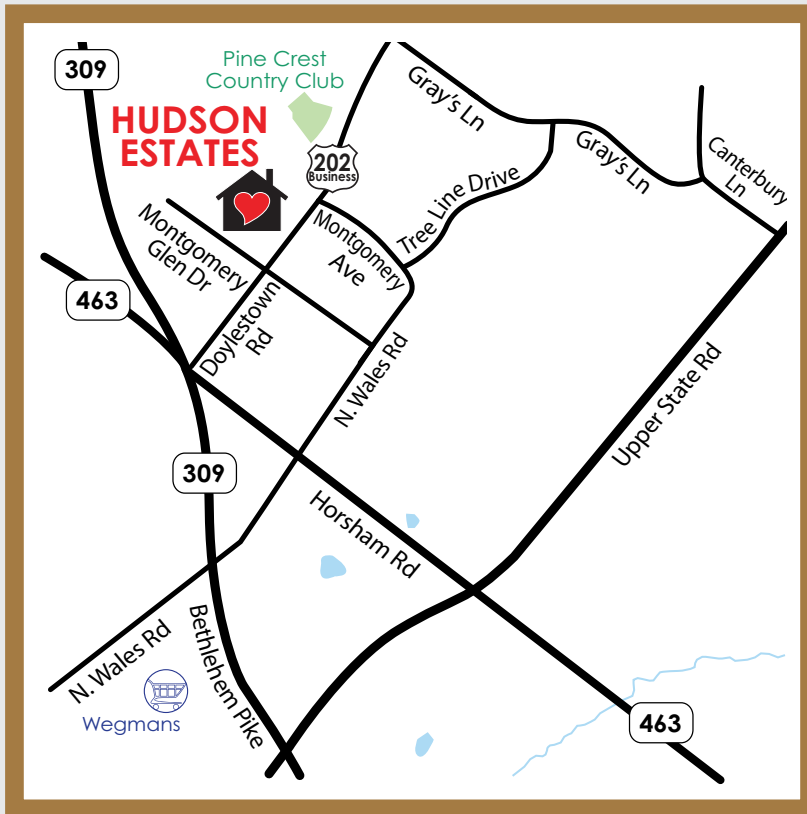 309
Pine Crest
Country Club
HUDSON
ESTATES
202
Business
Gray's Ln
Gray's Ln
Canterbury
Ln
Tree Line Drive
Montgomery
Ave
Montgomery
Glen Dr
463
Doylestown
Rd
N. Wales Rd
Upper State Rd
309
Horsham Rd
N. Wales Rd
Bethlehem Pike
Wegmans
463